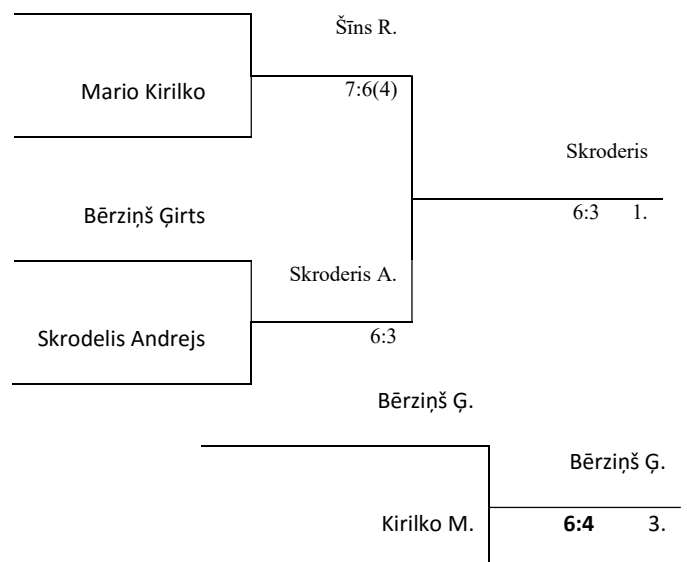 Šīns R.
Mario Kirilko
7:6(4)
Skroderis
Bērziņš Ģirts
6:3 1.
Skroderis A.
Skrodelis Andrejs
6:3
Bērziņš Ģ.
Bērziņš Ģ.
Kirilko M.
6:4 3.